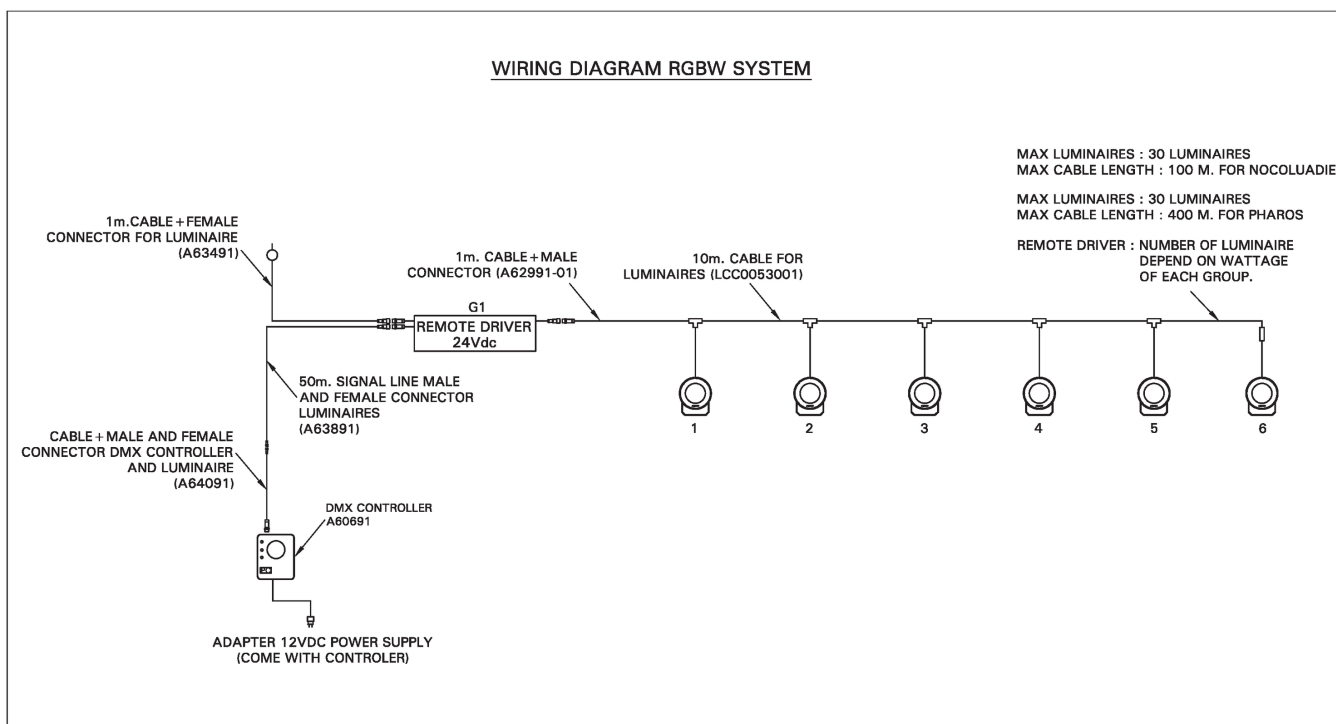 WIRING DIAGRAM RGBW SYSTEM
MAX LUMINAIRES : 30 LUMINAIRES
MAX CABLE LENGTH : 100 M. FOR NOCOLUADIE
MAX LUMINAIRES : 30 LUMINAIRES
MAX CABLE LENGTH : 400 M. FOR PHAROS
REMOTE DRIVER : NUMBER OF LUMINAIRE
DEPEND ON WATTAGE
OF EACH GROUP.
1m.CABLE+FEMALE
CONNECTOR FOR LUMINAIRE
(A63491)
1m. CABLE+MALE
CONNECTOR (A62991-01)
10m. CABLE FOR
LUMINAIRES (LCC0053001)
G1
REMOTE DRIVER
24Vdc
50m. SIGNAL LINE MALE
AND FEMALE CONNECTOR
LUMINAIRES
(A63891)
1
2
3
4
5
6
CABLE+MALE AND FEMALE
CONNECTOR DMX CONTROLLER
AND LUMINAIRE
(A64091)
DMX CONTROLLER
A60691
ADAPTER 12VDC POWER SUPPLY
(COME WITH CONTROLER)